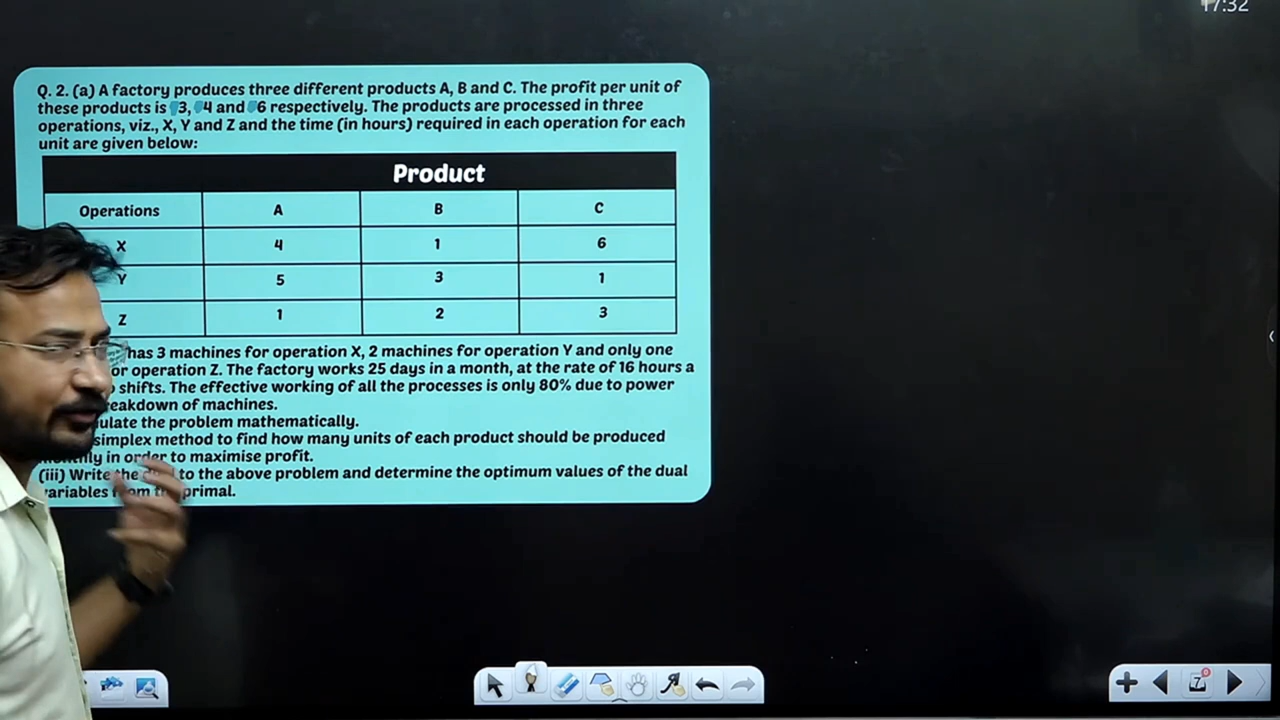 17:32
Q. 2. (a) A factory produces three different products A, B and C. The profit per unit of
these products is 3, 4 and 6 respectively. The products are processed in three
operations, viz., X, Y and Z and the time (in hours) required in each operation for each
unit are given below:
Product
Operations A B C
X 4 1 6
Y 5 3 1
Z 1 2 3
has 3 machines for operation X, 2 machines for operation Y and only one
or operation Z. The factory works 25 days in a month, at the rate of 16 hours a
shifts. The effective working of all the processes is only 80% due to power
eakdown of machines.
ulate the problem mathematically.
simplex method to find how many units of each product should be produced
in order to maximise profit.
(iii) Write the to the above problem and determine the optimum values of the dual
variables primal.
7